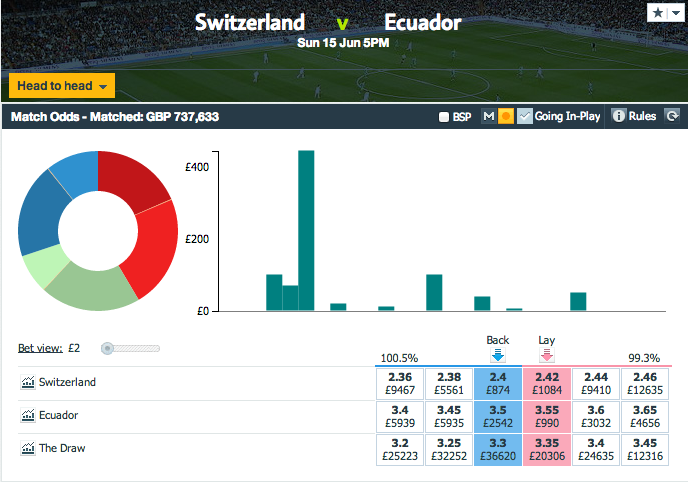 Switzerland v Ecuador
Sun 15 Jun 5PM
Head to head
Match Odds - Matched: GBP 737,633 BSP M Going In-Play i Rules
£400
£200
£0
Bet view: £2
Back Lay
100.5% 99.3%
Switzerland 2.36 2.38 2.4 2.42 2.44 2.46
£9467 £5561 £874 £1084 £9410 £12635
Ecuador 3.4 3.45 3.5 3.55 3.6 3.65
£5939 £5935 £2542 £990 £3032 £4656
The Draw 3.2 3.25 3.3 3.35 3.4 3.45
£25223 £32252 £36620 £20306 £24635 £12316